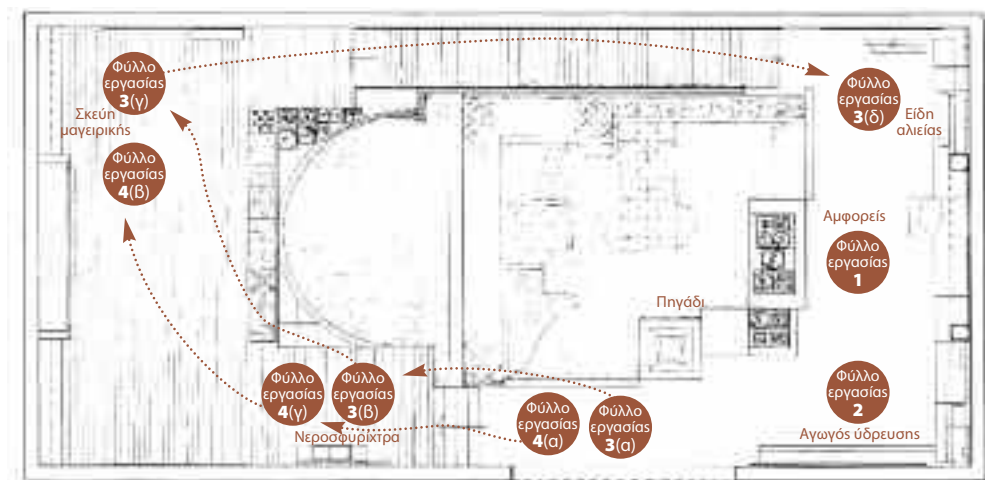 Φύλλο
εργασίας
3(γ)
Σκεύη
μαγειρικής
Φύλλο
εργασίας
4(β)
Φύλλο
εργασίας
3(δ)
Είδη
αλιείας
Αμφορείς
Φύλλο
εργασίας
1
Πηγάδι
Φύλλο
εργασίας
2
Αγωγός ύδρευσης
Φύλλο
εργασίας
4(γ)
Φύλλο
εργασίας
3(β)
Νεροσφυρίχτρα
Φύλλο
εργασίας
4(α)
Φύλλο
εργασίας
3(α)